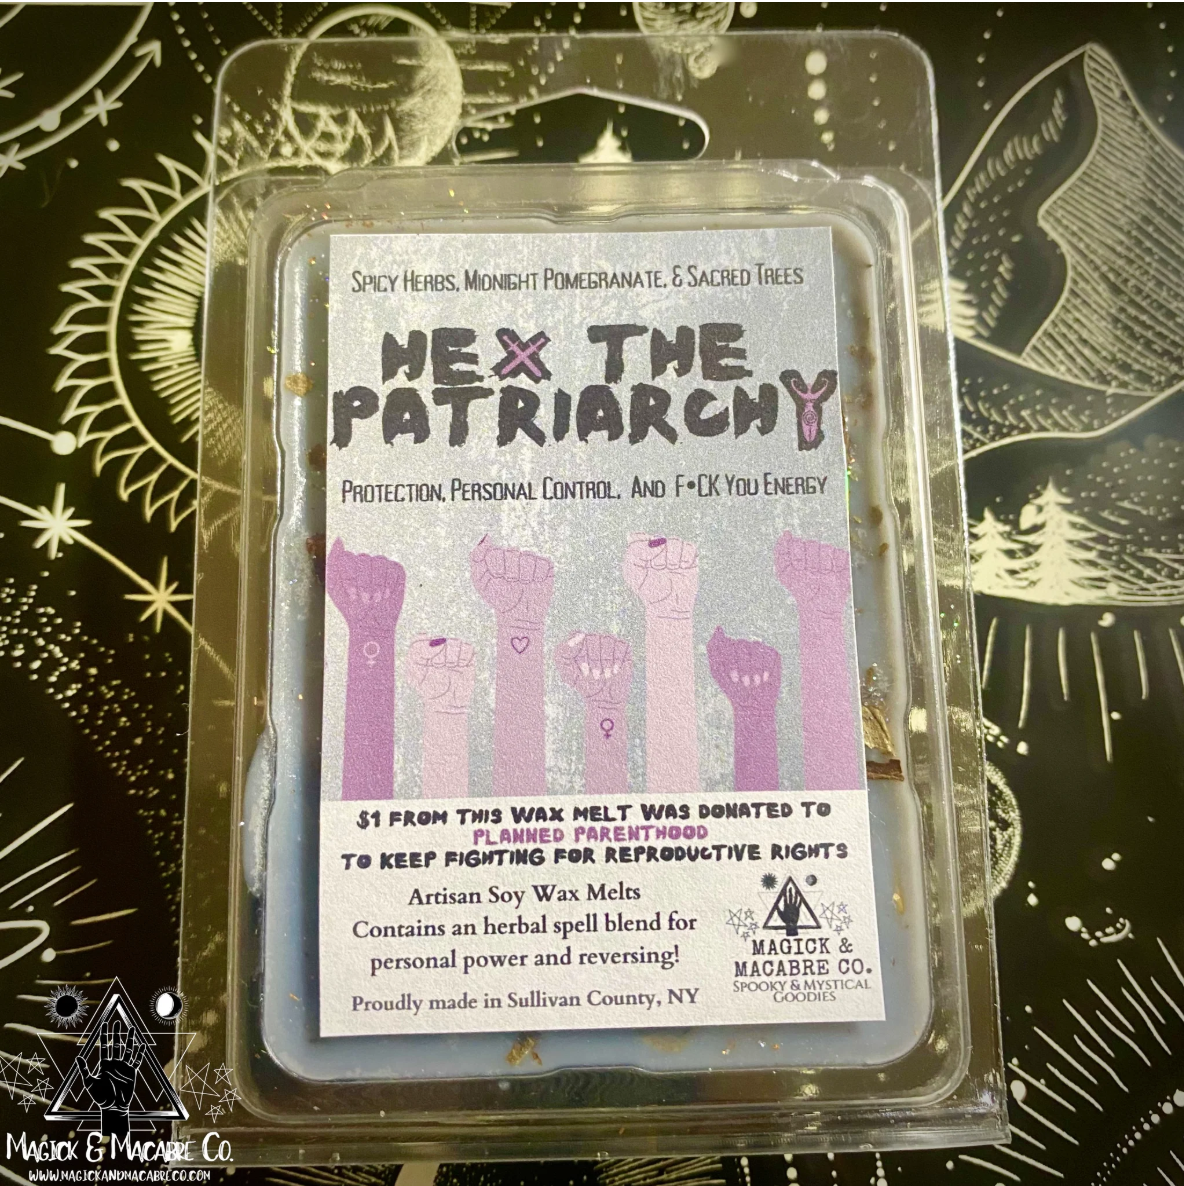 SPICY HERBS, MIDNIGHT POMEGRANATE, & SACRED TREES
HEX THE
PATRIARCHY
PROTECTION, PERSONAL CONTROL, AND F•CK YOU ENERGY
$1 FROM THIS WAX MELT WAS DONATED TO
PLANNED PARENTHOOD
TO KEEP FIGHTING FOR REPRODUCTIVE RIGHTS
Artisan Soy Wax Melts
Contains an herbal spell blend for
personal power and reversing!
Proudly made in Sullivan County, NY
MAGICK &
MACABRE CO.
SPOOKY & MYSTICAL
GOODIES
MAGICK & MACABRE CO.
WWW.MAGICKANDMACABRECO.COM